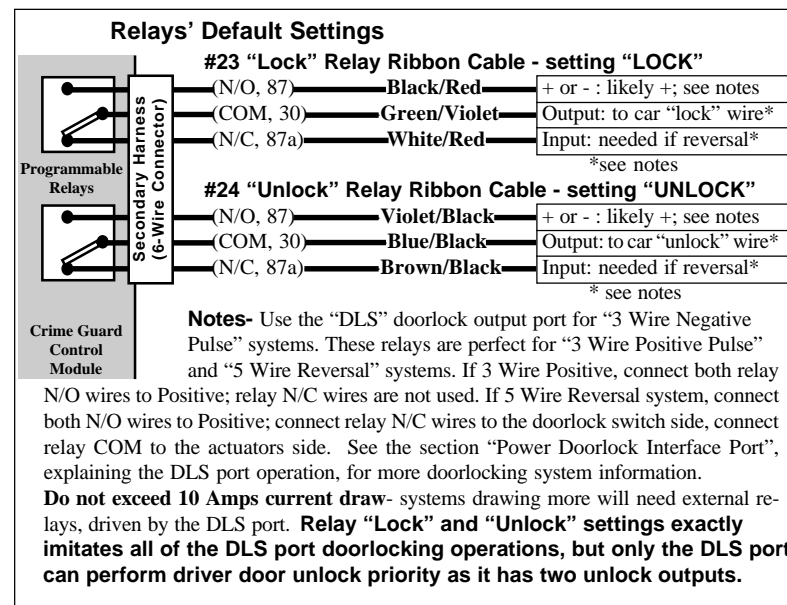 Relays’ Default Settings
#23 “Lock” Relay Ribbon Cable - setting “LOCK”
(N/O, 87) Black/Red + or - : likely +; see notes
(COM, 30) Green/Violet Output: to car “lock” wire*
(N/C, 87a) White/Red Input: needed if reversal*
*see notes
Programmable
Relays
Secondary Harness
(6-Wire Connector)
#24 “Unlock” Relay Ribbon Cable - setting “UNLOCK”
(N/O, 87) Violet/Black + or - : likely +; see notes
(COM, 30) Blue/Black Output: to car “unlock” wire*
(N/C, 87a) Brown/Black Input: needed if reversal*
* see notes
Crime Guard
Control
Module
Notes- Use the “DLS” doorlock output port for “3 Wire Negative
Pulse” systems. These relays are perfect for “3 Wire Positive Pulse”
and “5 Wire Reversal” systems. If 3 Wire Positive, connect both relay
N/O wires to Positive; relay N/C wires are not used. If 5 Wire Reversal system, connect
both N/O wires to Positive; connect relay N/C wires to the doorlock switch side, connect
relay COM to the actuators side. See the section “Power Doorlock Interface Port”,
explaining the DLS port operation, for more doorlocking system information.
Do not exceed 10 Amps current draw- systems drawing more will need external re-
lays, driven by the DLS port. Relay “Lock” and “Unlock” settings exactly
imitates all of the DLS port doorlocking operations, but only the DLS port
can perform driver door unlock priority as it has two unlock outputs.